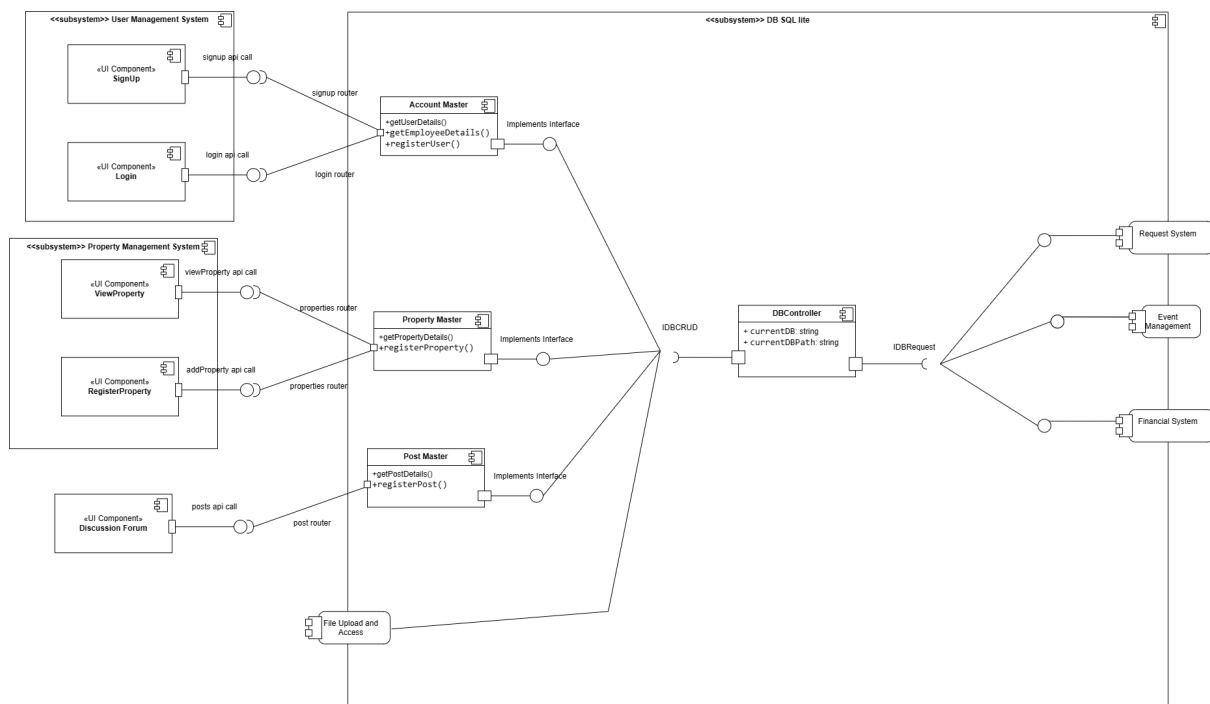 <<subsystem>> User Management System
«UI Component»
SignUp
signup api call
signup router
«UI Component»
Login
login api call
login router
<<subsystem>> Property Management System
«UI Component»
ViewProperty
viewProperty api call
properties router
«UI Component»
RegisterProperty
addProperty api call
properties router
«UI Component»
Discussion Forum
posts api call
post router
<<subsystem>> DB SQL lite
Account Master
+getUserDetails()
+getEmployeeDetails()
+registerUser()
Implements Interface
Property Master
+getPropertyDetails()
+registerProperty()
Implements Interface
Post Master
+getPostDetails()
+registerPost()
Implements Interface
File Upload and
Access
IDBCRUD
DBController
+ currentDB: string
+ currentDBPath: string
IDBRequest
Request System
Event
Management
Financial System